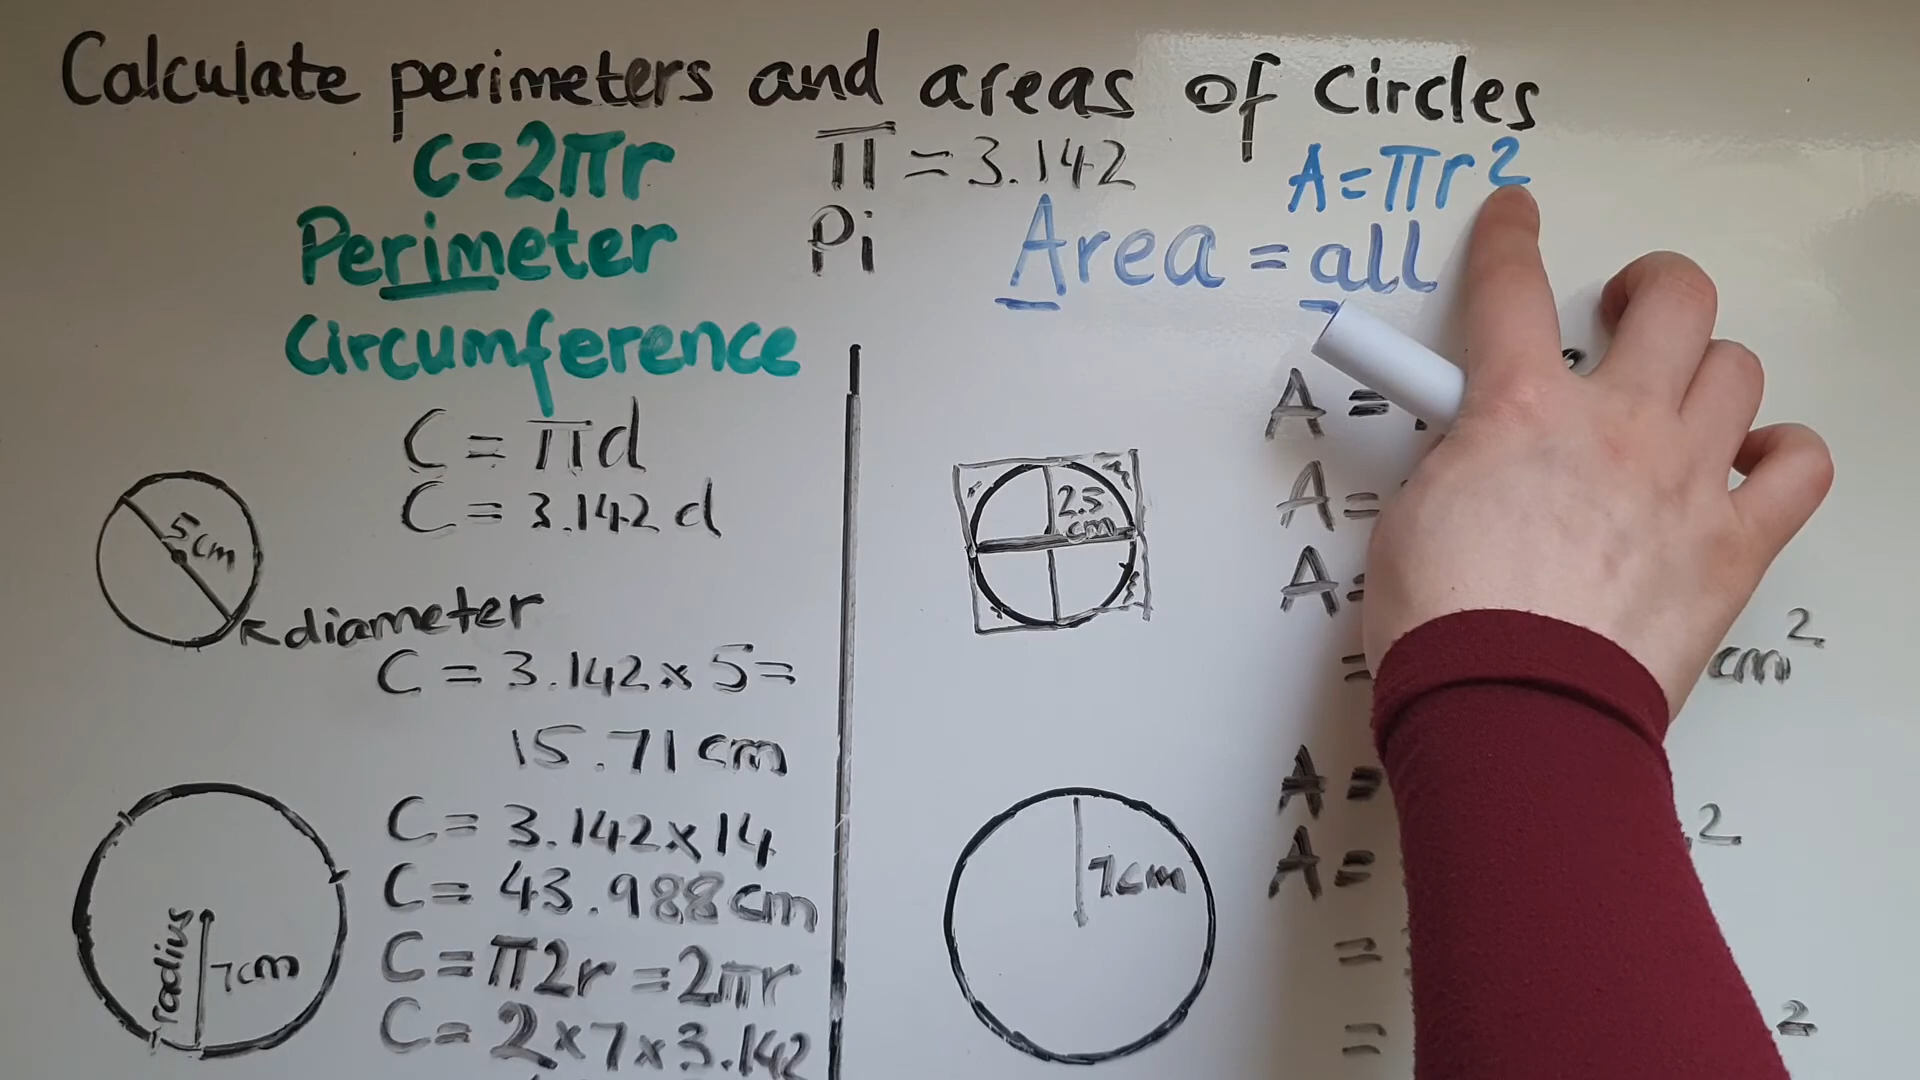 Calculate perimeters and areas of circles
C=2πr
π = 3.142
A=πr²
Perimeter
Pi
Area = all
Circumference
C = πd
C = 3.142 d
5cm
diameter
C = 3.142 x 5=
15.71 cm
C = 3.142 x 14
C = 43.988cm
radius
7cm
C = π2r = 2πr
C = 2x7x3.142
2.5
cm
A =
A =
A =
= cm²
7cm
A =
A = ²
=
= ²